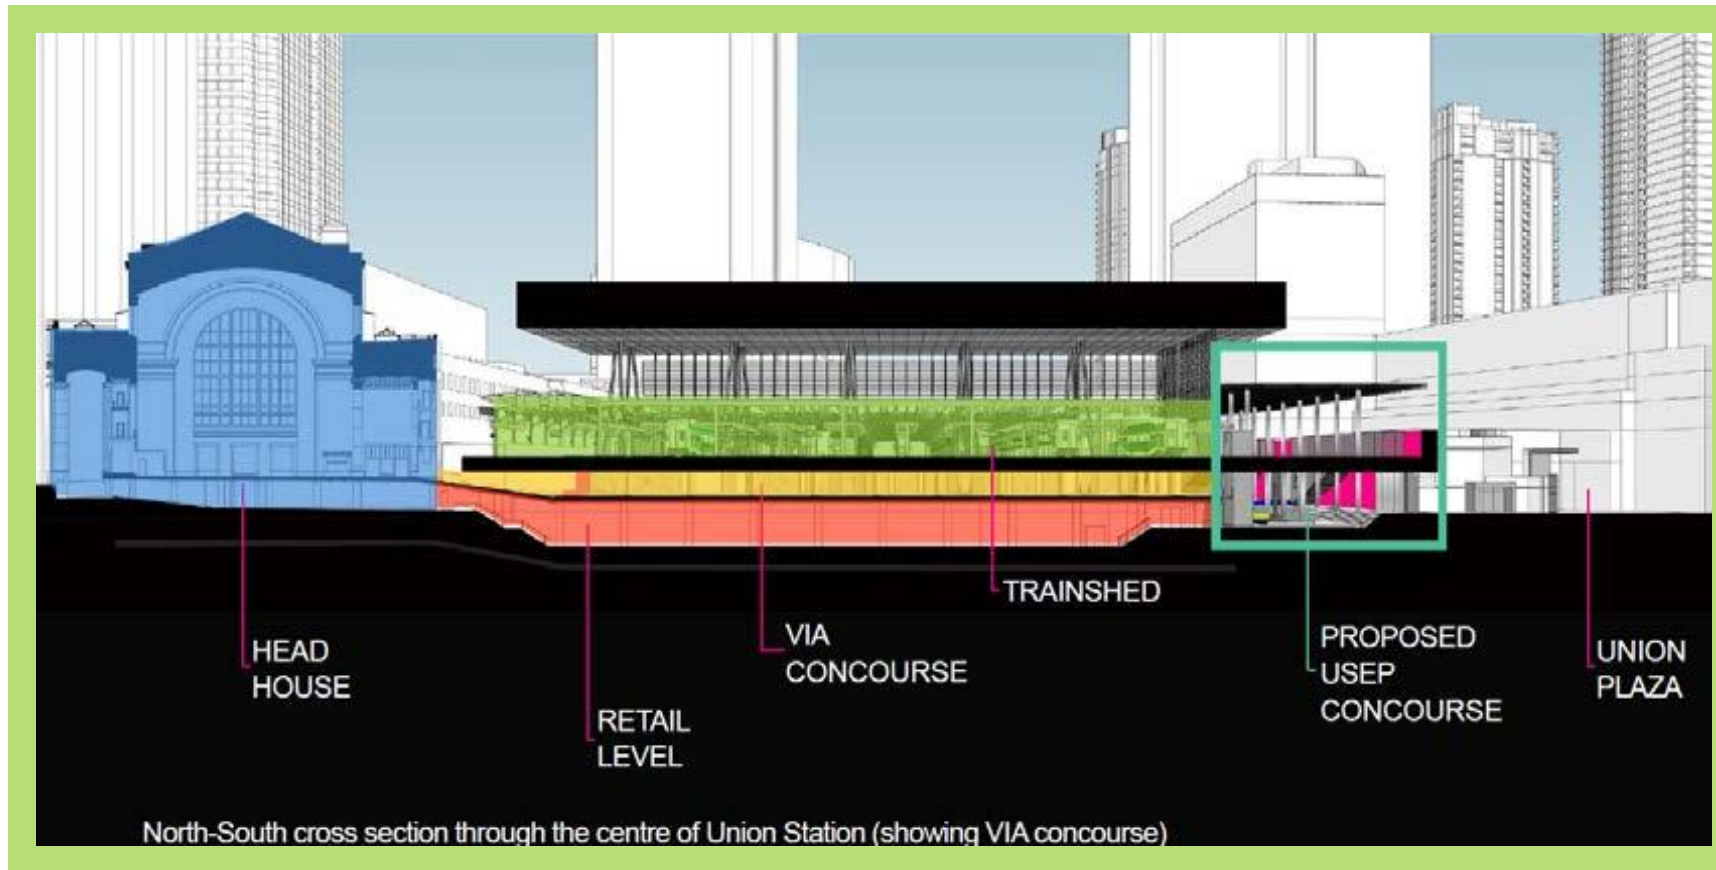 TRAINSHED
HEAD
HOUSE
RETAIL
LEVEL
VIA
CONCOURSE
PROPOSED
USEP
CONCOURSE
UNION
PLAZA
North-South cross section through the centre of Union Station (showing VIA concourse)